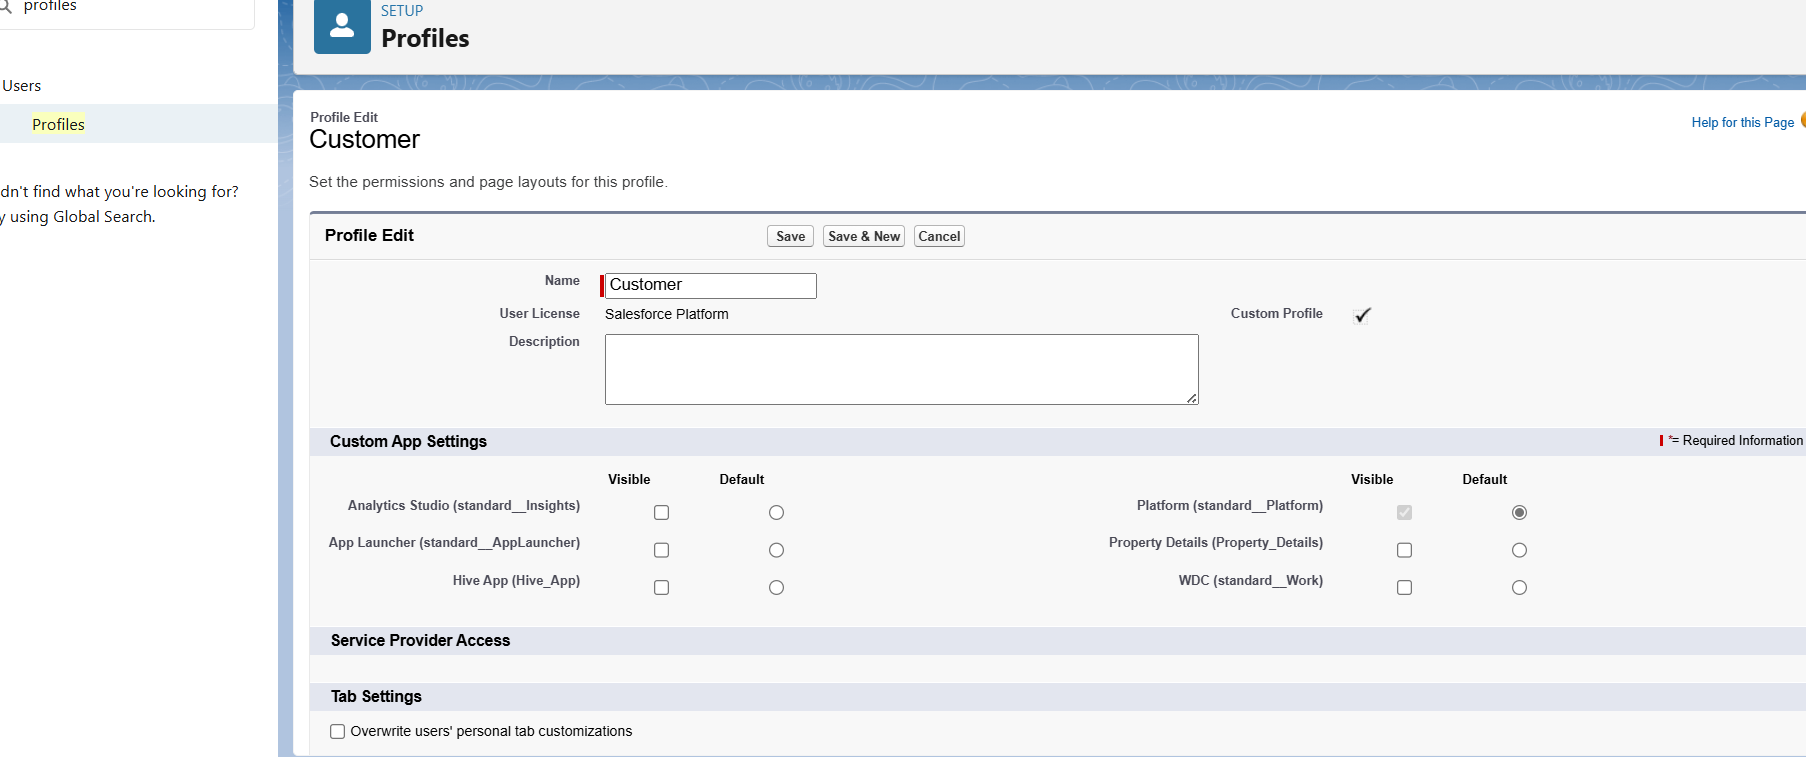 profiles
Users
Profiles
dn't find what you're looking for?
y using Global Search.
SETUP
Profiles
Profile Edit
Customer
Help for this Page
Set the permissions and page layouts for this profile.
Profile Edit
Save
Save & New
Cancel
Name
Customer
User License
Salesforce Platform
Custom Profile
Description
Custom App Settings
*= Required Information
Visible Default Visible Default
Analytics Studio (standard__Insights) Platform (standard__Platform)
App Launcher (standard__AppLauncher) Property Details (Property_Details)
Hive App (Hive_App) WDC (standard__Work)
Service Provider Access
Tab Settings
Overwrite users' personal tab customizations